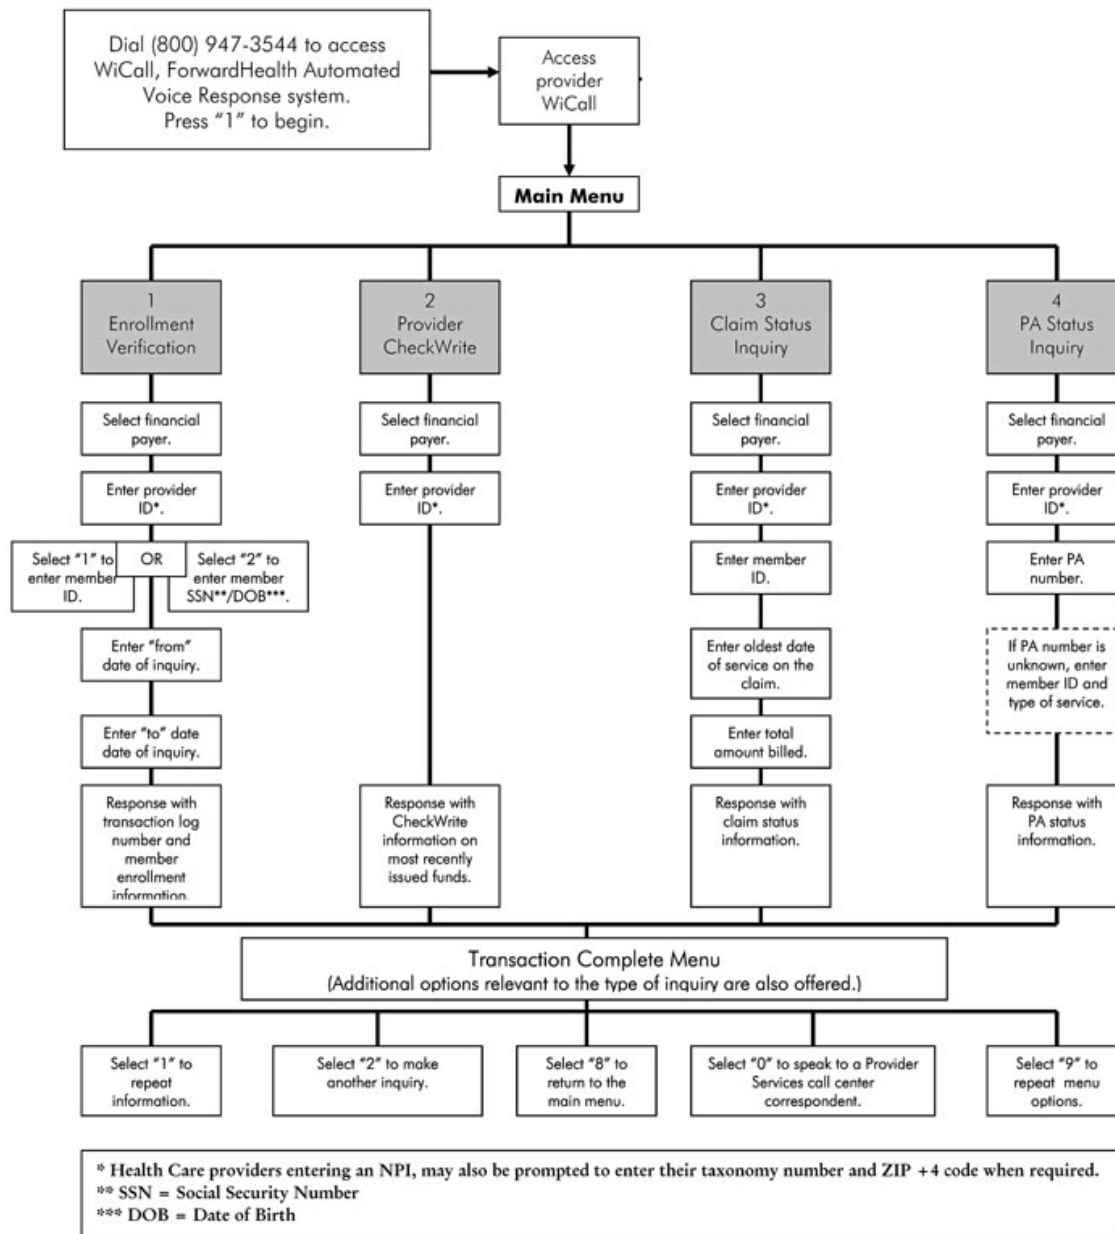 Dial (800) 947-3544 to access
WiCall, ForwardHealth Automated
Voice Response system.
Press “1” to begin.
Access
provider
WiCall
Main Menu
1
Enrollment
Verification
2
Provider
CheckWrite
3
Claim Status
Inquiry
4
PA Status
Inquiry
Select financial
payer.
Select financial
payer.
Select financial
payer.
Select financial
payer.
Enter provider
ID*.
Enter provider
ID*.
Enter provider
ID*.
Enter provider
ID*.
Select “1” to
enter member
ID.
OR
Select “2” to
enter member
SSN**/DOB***.
Enter member
ID.
Enter PA
number.
Enter “from”
date of inquiry.
Enter oldest date
of service on the
claim.
If PA number is
unknown, enter
member ID and
type of service.
Enter “to” date
date of inquiry.
Enter total
amount billed.
Response with
transaction log
number and
member
enrollment
information.
Response with
CheckWrite
information on
most recently
issued funds.
Response with
claim status
information.
Response with
PA status
information.
Transaction Complete Menu
(Additional options relevant to the type of inquiry are also offered.)
Select “1” to
repeat
information.
Select “2” to make
another inquiry.
Select “8” to
return to the
main menu.
Select “0” to speak to a Provider
Services call center
correspondent.
Select “9” to
repeat menu
options.
* Health Care providers entering an NPI, may also be prompted to enter their taxonomy number and ZIP +4 code when required.
** SSN = Social Security Number
*** DOB = Date of Birth